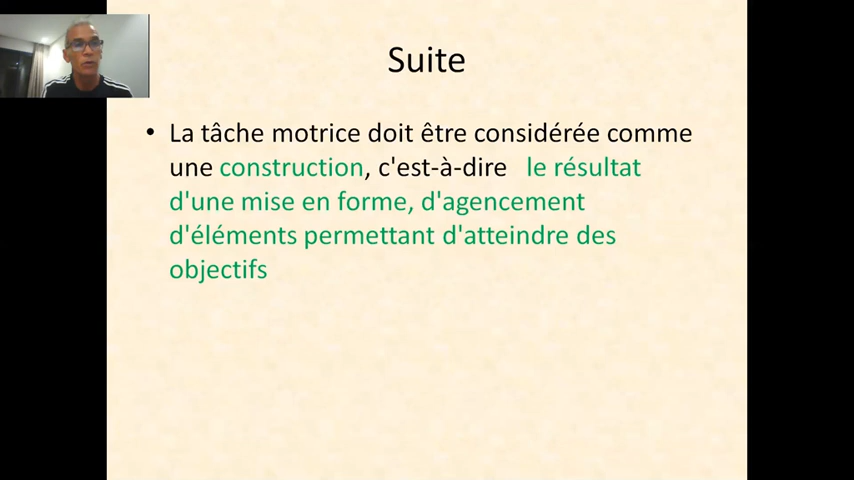 Suite
• La tâche motrice doit être considérée comme
une construction, c'est-à-dire le résultat
d'une mise en forme, d'agencement
d'éléments permettant d'atteindre des
objectifs